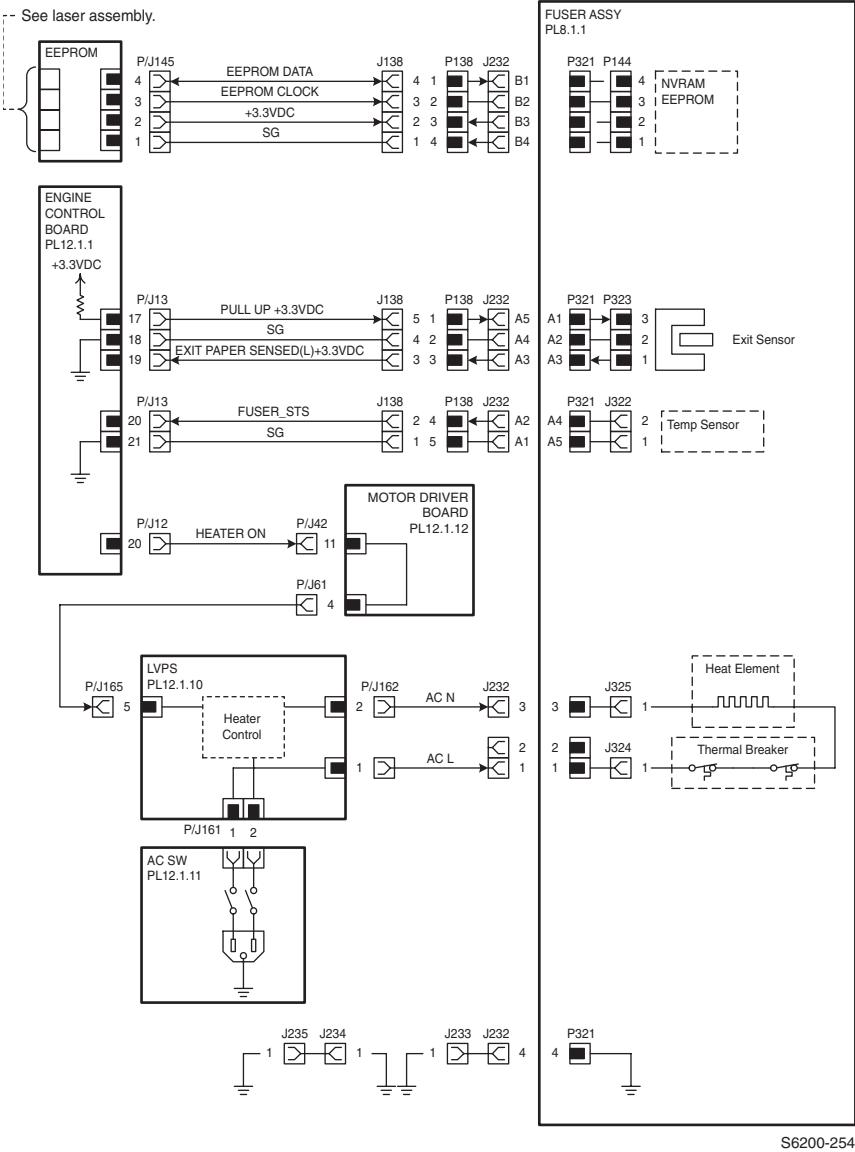 See laser assembly.
FUSER ASSY
PL8.1.1
EEPROM
P/J145 J138 P138 J232 P321 P144
4 EEPROM DATA 4 1 B1 4
3 EEPROM CLOCK 3 2 B2 3
2 +3.3VDC 2 3 B3 2
1 SG 1 4 B4 1
NVRAM
EEPROM
ENGINE
CONTROL
BOARD
PL12.1.1
+3.3VDC
P/J13 J138 P138 J232 P321 P323
17 PULL UP +3.3VDC 5 1 A5 A1 3
18 SG 4 2 A4 A2 2
19 EXIT PAPER SENSED(L)+3.3VDC 3 3 A3 A3 1
Exit Sensor
P/J13 J138 P138 J232 P321 J322
20 FUSER_STS 2 4 A2 A4 2
21 SG 1 5 A1 A5 1
Temp Sensor
MOTOR DRIVER
BOARD
PL12.1.12
P/J12 P/J42
20 HEATER ON 11
P/J61
4
LVPS
PL12.1.10
Heat Element
P/J165 P/J162 J232 J325
5 2 AC N 3 3 1
Heater
Control
2 2 J324 Thermal Breaker
1 AC L 1 1 1
P/J161 1 2
AC SW
PL12.1.11
J235 J234 J233 J232 P321
1 1 1 4 4
S6200-254